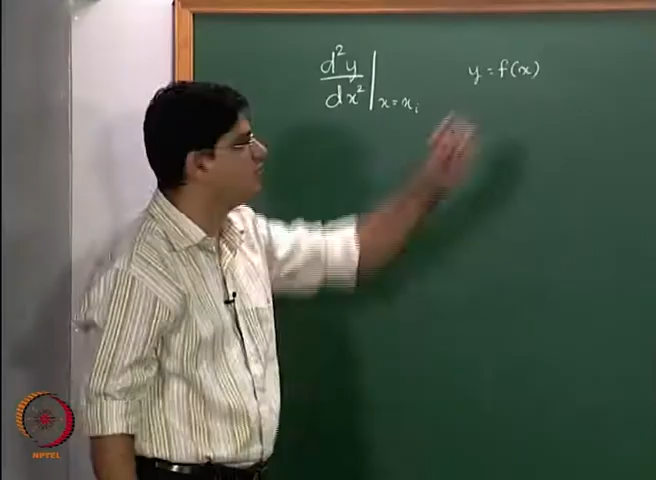 d²y/dx² |x=xᵢ y=f(x)
NPTEL